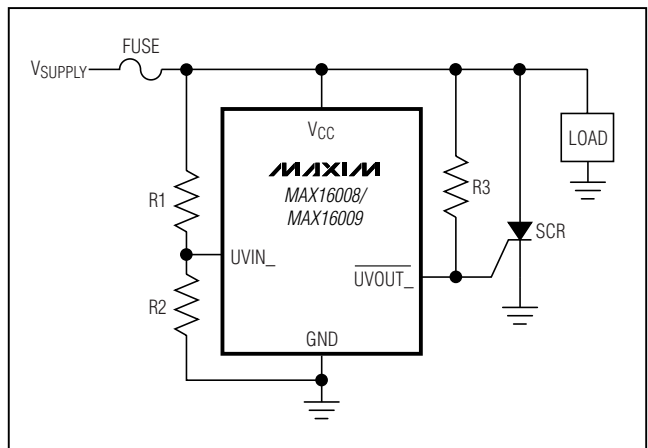 FUSE
VSUPPLY
VCC
MAXIM
MAX16008/
MAX16009
LOAD
R1
R3
SCR
UVIN_
UVOUT_
R2
GND